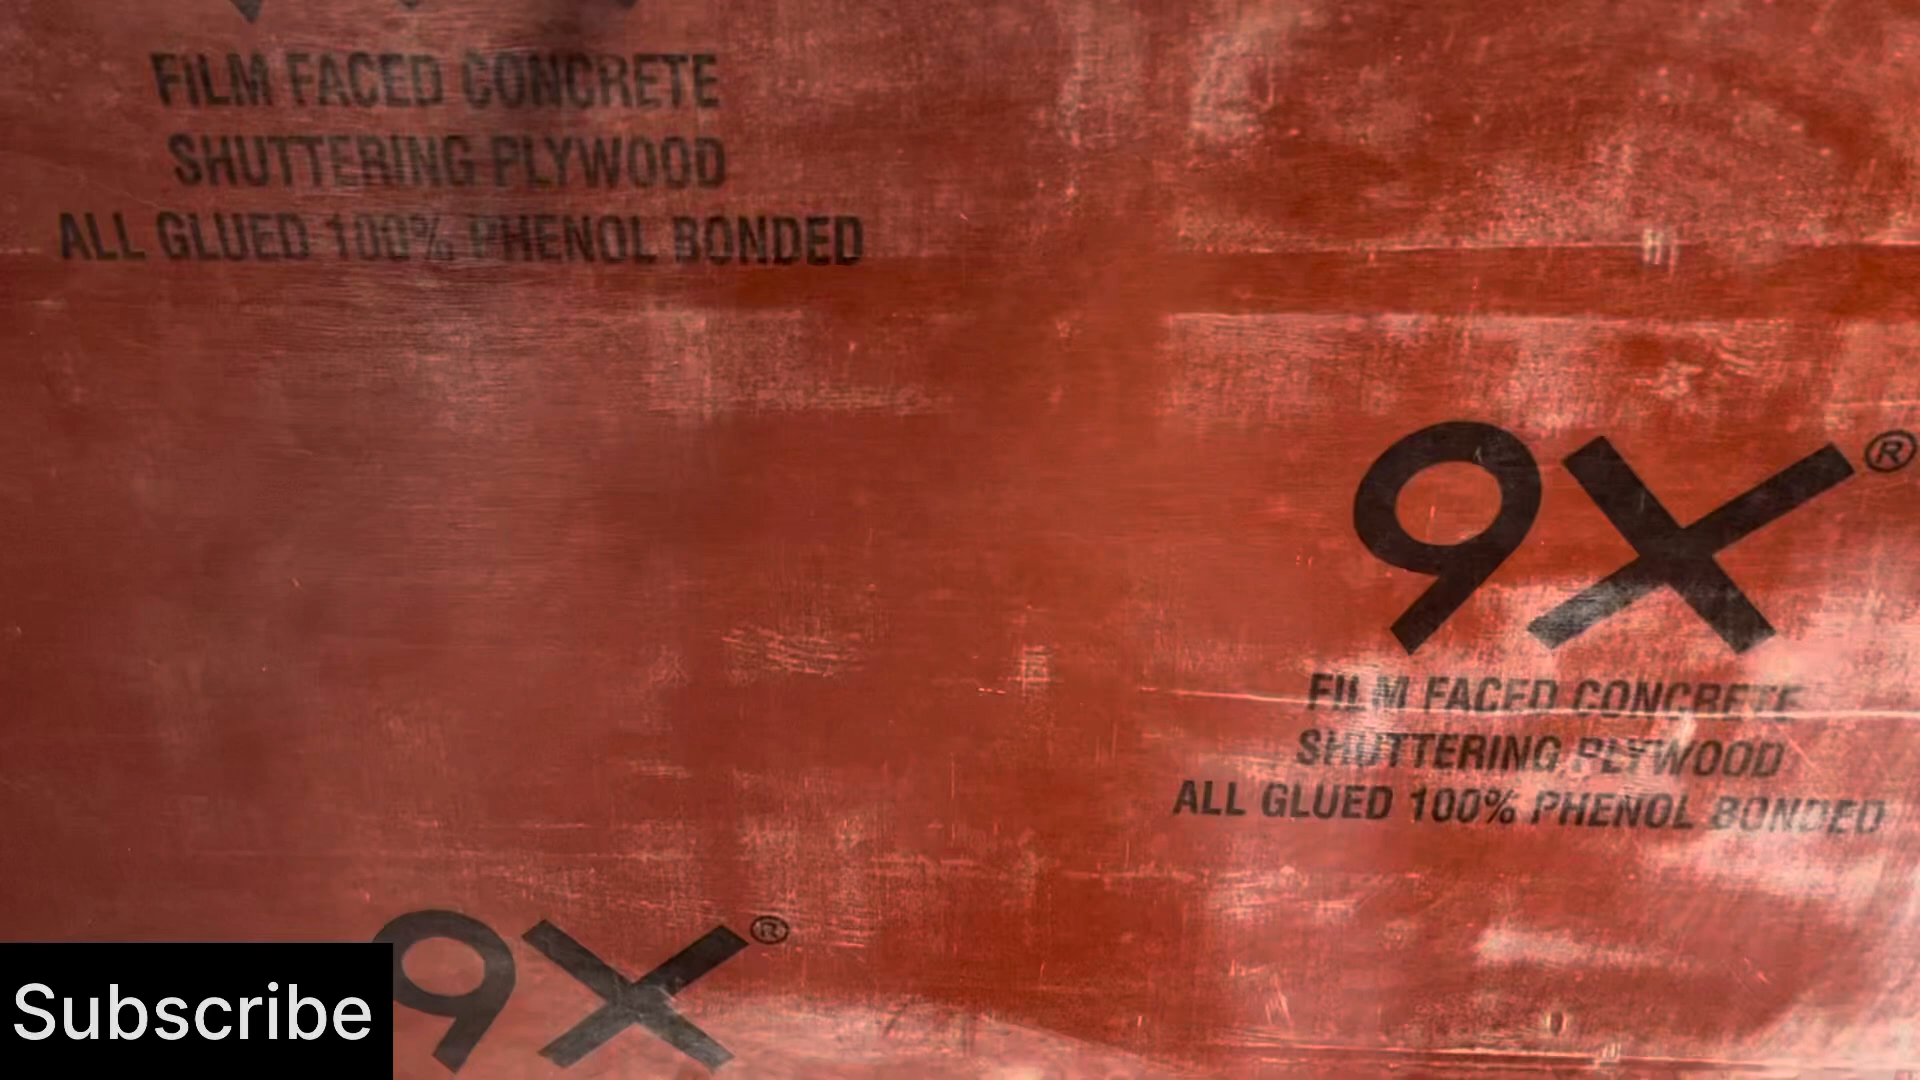 FILM FACED CONCRETE
SHUTTERING PLYWOOD
ALL GLUED 100% PHENOL BONDED
9X®
FILM FACED CONCRETE
SHUTTERING PLYWOOD
ALL GLUED 100% PHENOL BONDED
9X®
Subscribe